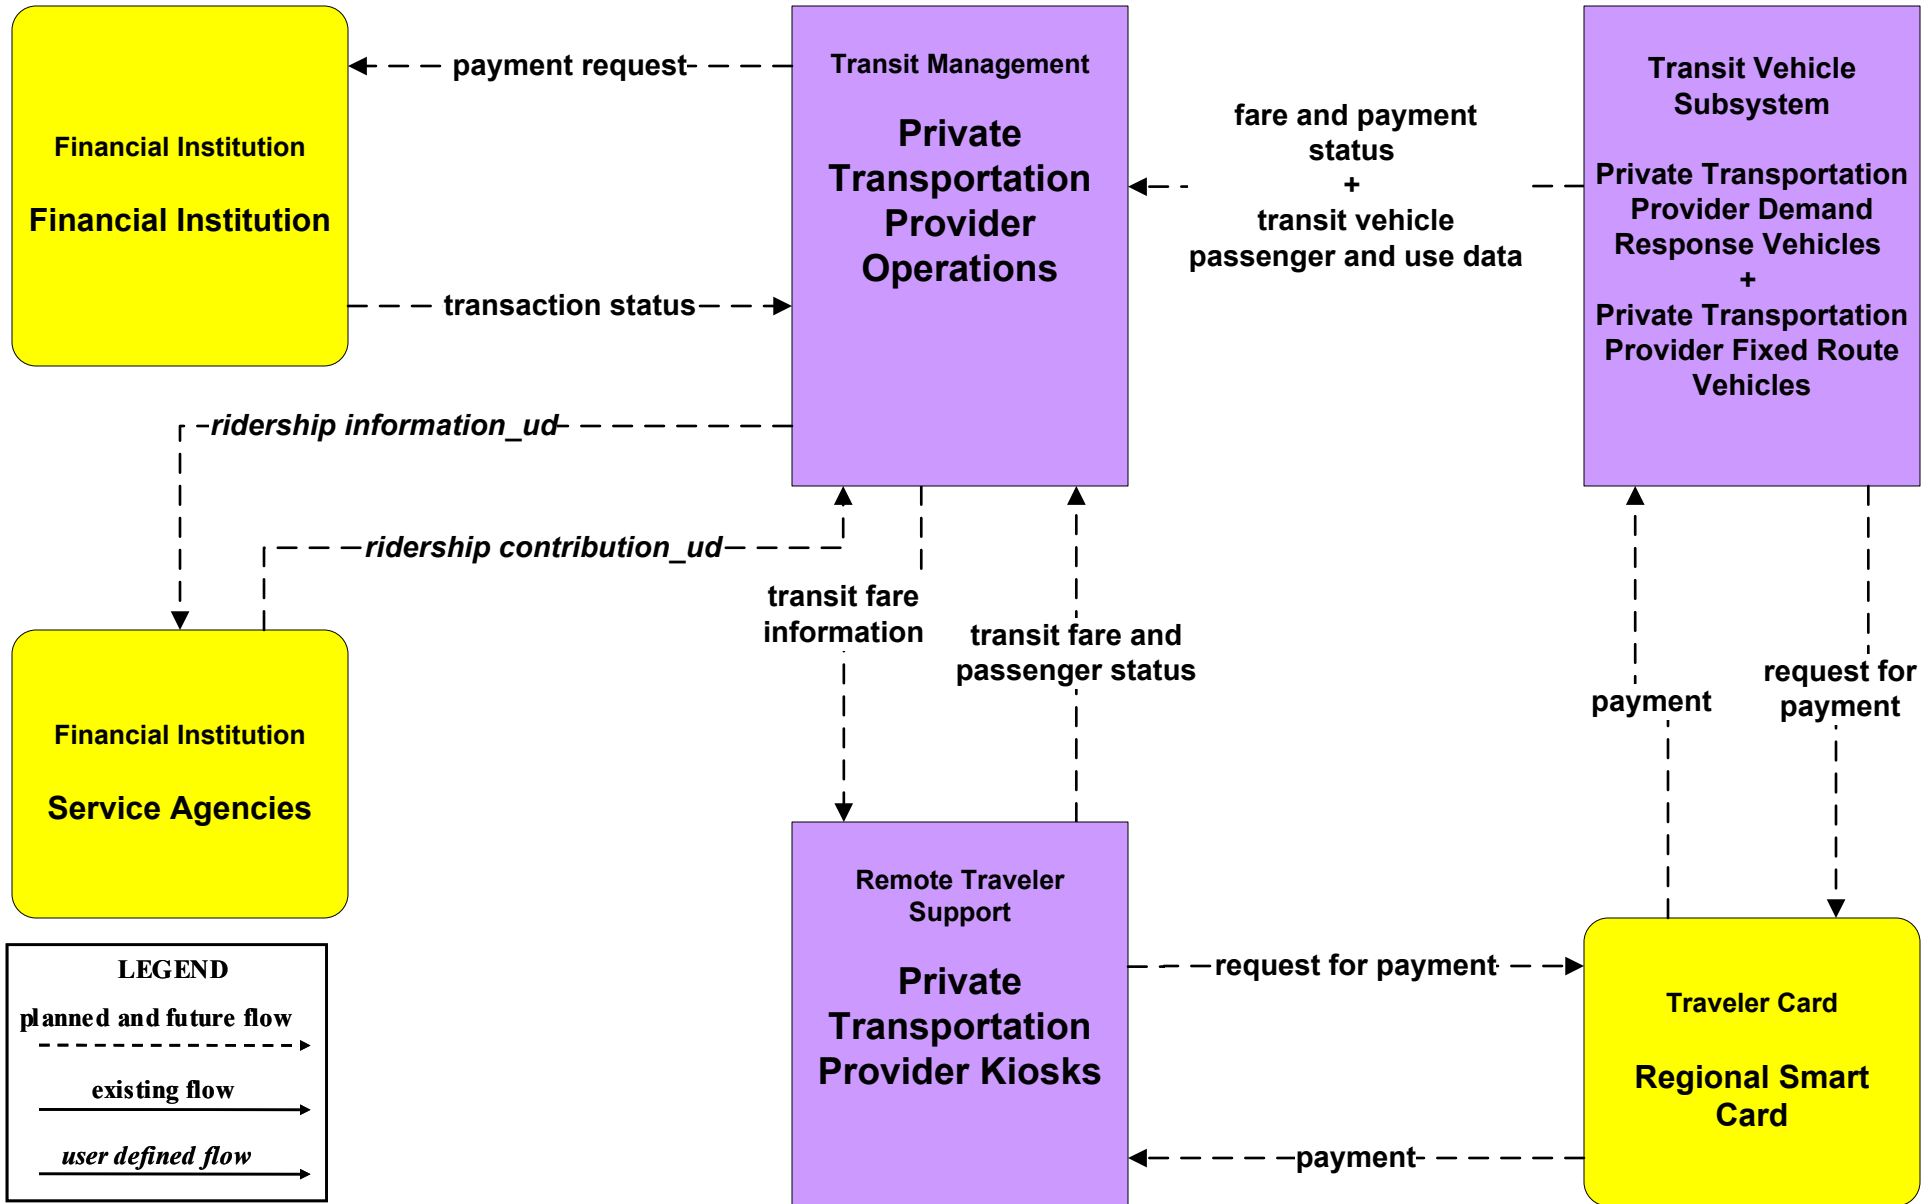 payment request
Financial Institution
Financial Institution
transaction status
Transit Management
Private
Transportation
Provider
Operations
fare and payment
status
+
transit vehicle
passenger and use data
Transit Vehicle
Subsystem
Private Transportation
Provider Demand
Response Vehicles
+
Private Transportation
Provider Fixed Route
Vehicles
ridership information_ud
ridership contribution_ud
transit fare
information
transit fare and
passenger status
payment
request for
payment
Financial Institution
Service Agencies
Remote Traveler
Support
Private
Transportation
Provider Kiosks
request for payment
payment
Traveler Card
Regional Smart
Card
LEGEND
planned and future flow
existing flow
user defined flow